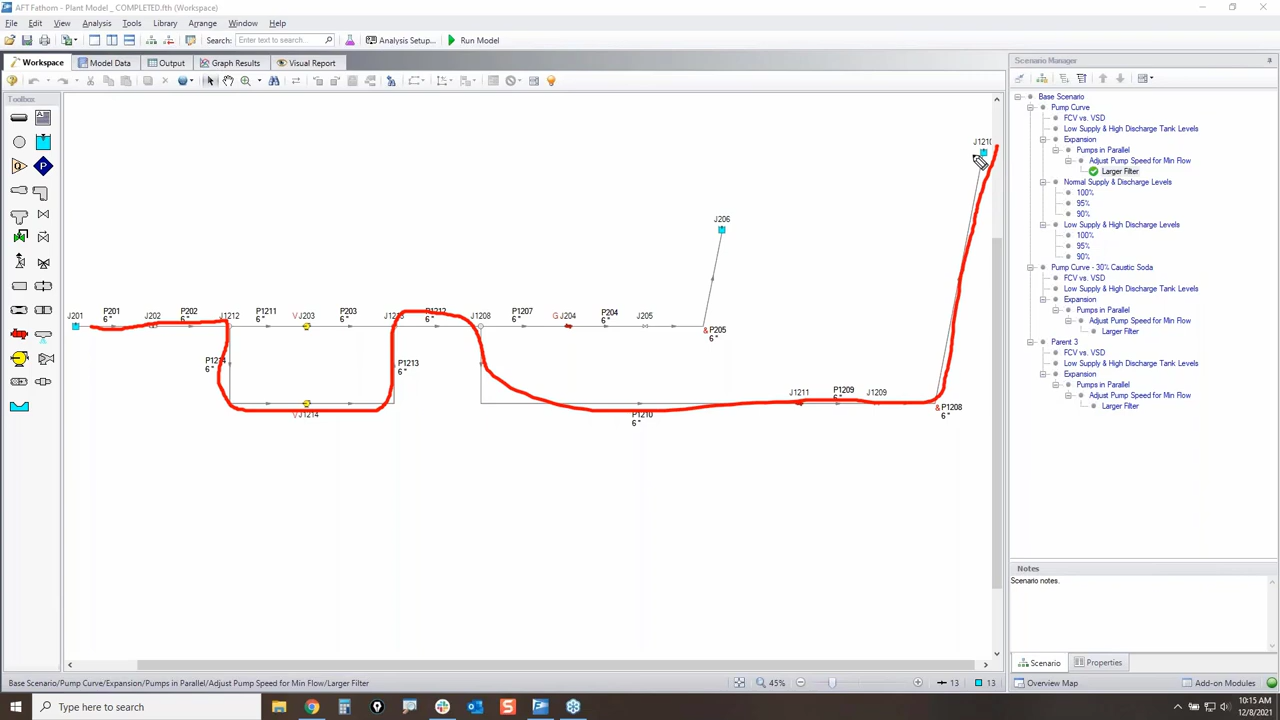 AFT Fathom - Plant Model _ COMPLETED.fth (Workspace)
File Edit View Analysis Tools Library Arrange Window Help
Search: Enter text to search... Analysis Setup... Run Model
Workspace Model Data Output Graph Results Visual Report
Toolbox
Scenario Manager
Base Scenario
Pump Curve
FCV vs. VSD
Low Supply & High Discharge Tank Levels
Expansion
Pumps in Parallel
Adjust Pump Speed for Min Flow
Larger Filter
Normal Supply & Discharge Levels
100%
95%
90%
Low Supply & High Discharge Levels
100%
95%
90%
Pump Curve - 30% Caustic Soda
FCV vs. VSD
Low Supply & High Discharge Tank Levels
Expansion
Pumps in Parallel
Adjust Pump Speed for Min Flow
Larger Filter
Parent 3
FCV vs. VSD
Low Supply & High Discharge Tank Levels
Expansion
Pumps in Parallel
Adjust Pump Speed for Min Flow
Larger Filter
J1210
J206
P201 P202 P1211 P203 P1212 P1207 P204
6" 6" 6" 6" 6" 6" 6"
J201 J202 J1212 V J203 J1208 G J204 J205
& P205
6"
P1213
6"
J1211 P1209 J1209
6"
V J1214
P1210
6"
& P1208
6"
Notes
Scenario notes.
Scenario Properties
Base Scenario/Pump Curve/Expansion/Pumps in Parallel/Adjust Pump Speed for Min Flow/Larger Filter
45% 13 13 Overview Map Add-on Modules
Type here to search
10:15 AM
12/8/2021